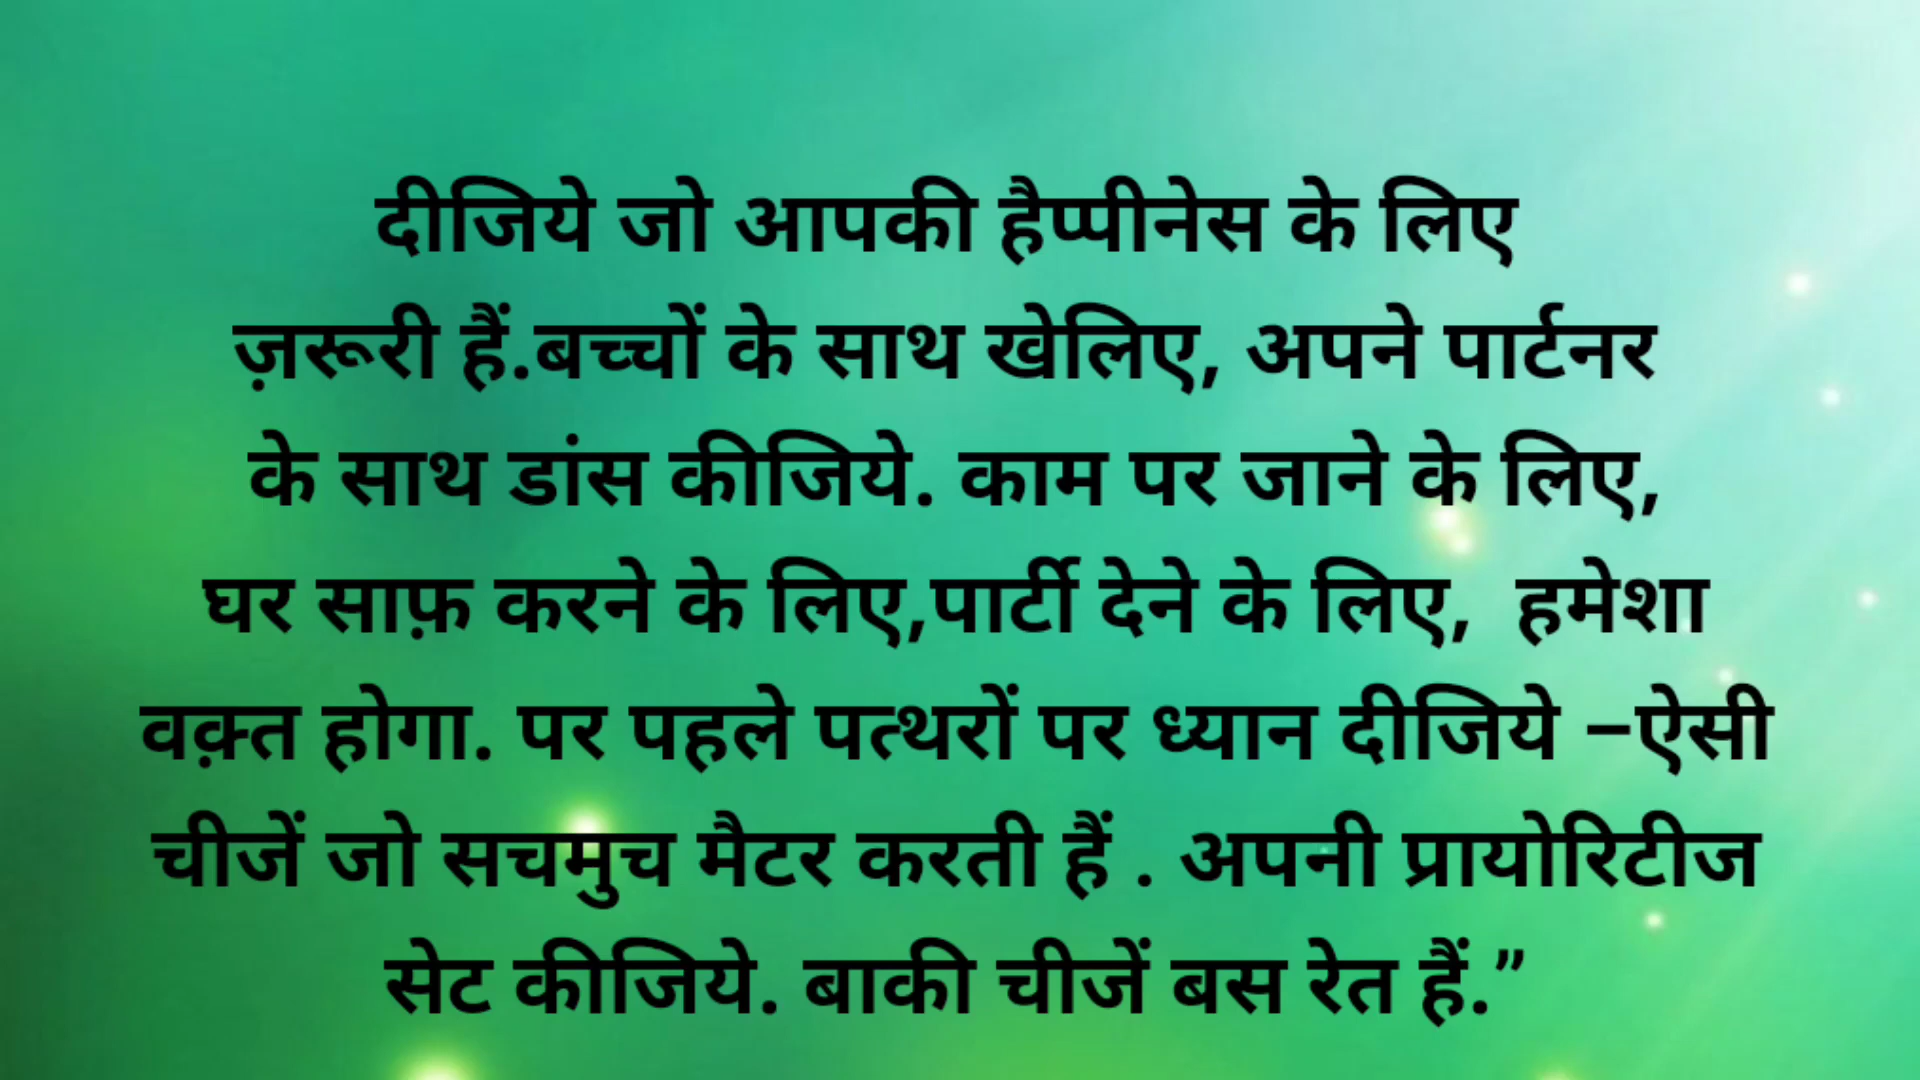 दीजिये जो आपकी हैप्पीनेस के लिए
ज़रूरी हैं.बच्चों के साथ खेलिए, अपने पार्टनर
के साथ डांस कीजिये. काम पर जाने के लिए,
घर साफ़ करने के लिए,पार्टी देने के लिए,  हमेशा
वक़्त होगा. पर पहले पत्थरों पर ध्यान दीजिये –ऐसी
चीजें जो सचमुच मैटर करती हैं . अपनी प्रायोरिटीज
सेट कीजिये. बाकी चीजें बस रेत हैं.”